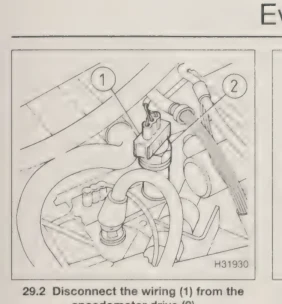 Ev
1
2
H31930
29.2 Disconnect the wiring (1) from the
speedometer drive (2)